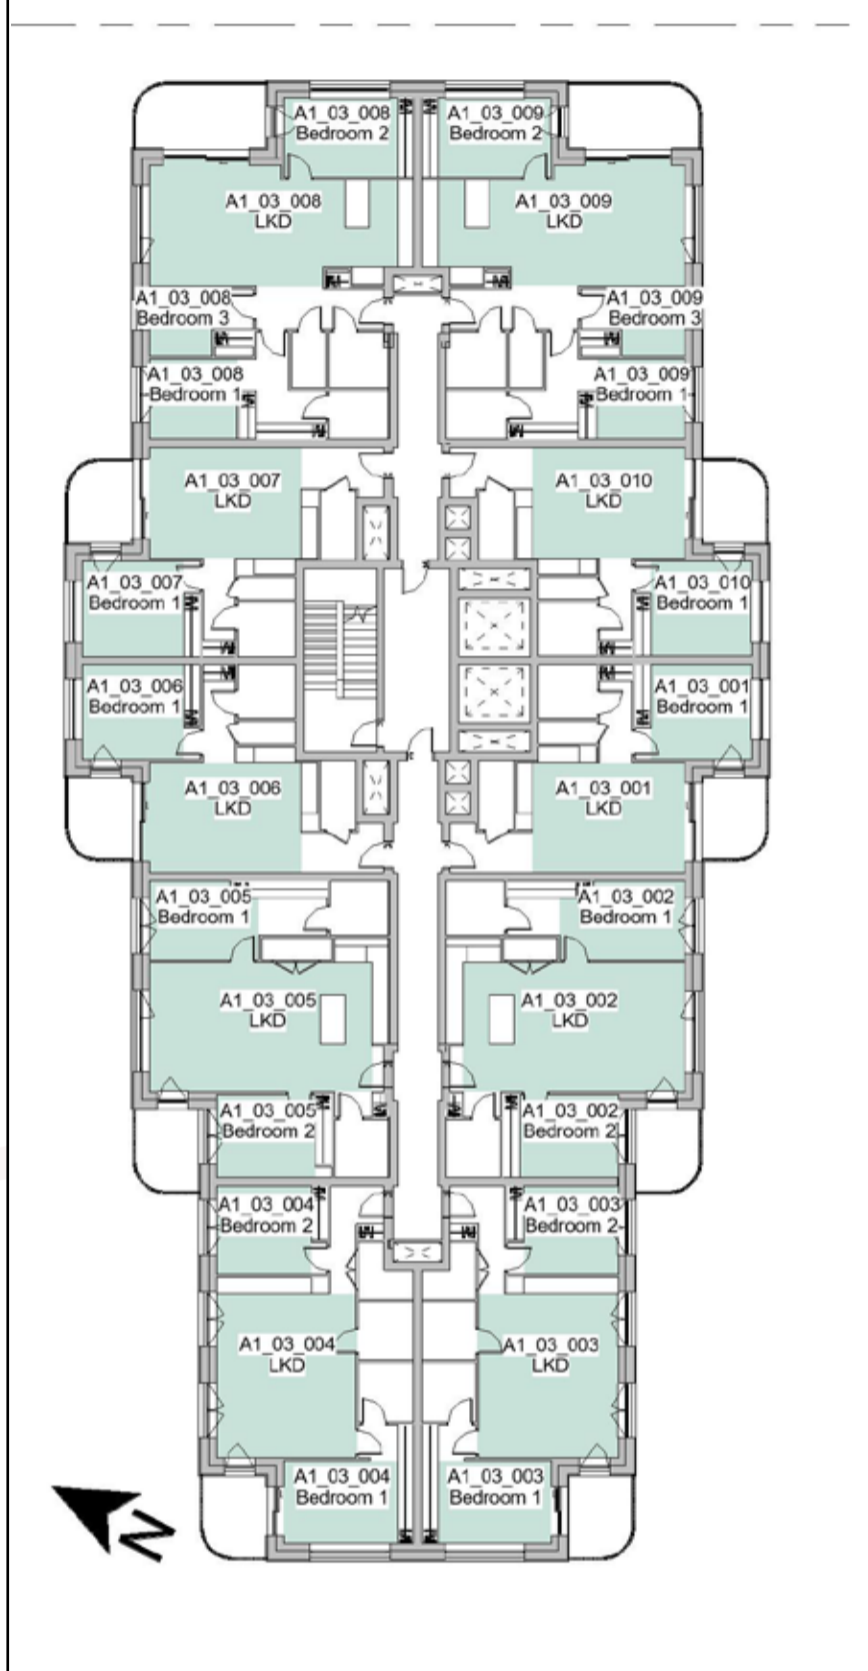 A1_03_008
Bedroom 2
A1_03_009
Bedroom 2
A1_03_008
LKD
A1_03_009
LKD
A1_03_008
Bedroom 3
A1_03_009
Bedroom 3
A1_03_008
Bedroom 1
A1_03_009
Bedroom 1
A1_03_007
LKD
A1_03_010
LKD
A1_03_007
Bedroom 1
A1_03_010
Bedroom 1
A1_03_006
Bedroom 1
A1_03_001
Bedroom 1
A1_03_006
LKD
A1_03_001
LKD
A1_03_005
Bedroom 1
A1_03_002
Bedroom 1
A1_03_005
LKD
A1_03_002
LKD
A1_03_005
Bedroom 2
A1_03_002
Bedroom 2
A1_03_004
Bedroom 2
A1_03_003
Bedroom 2
A1_03_004
LKD
A1_03_003
LKD
A1_03_004
Bedroom 1
A1_03_003
Bedroom 1
N